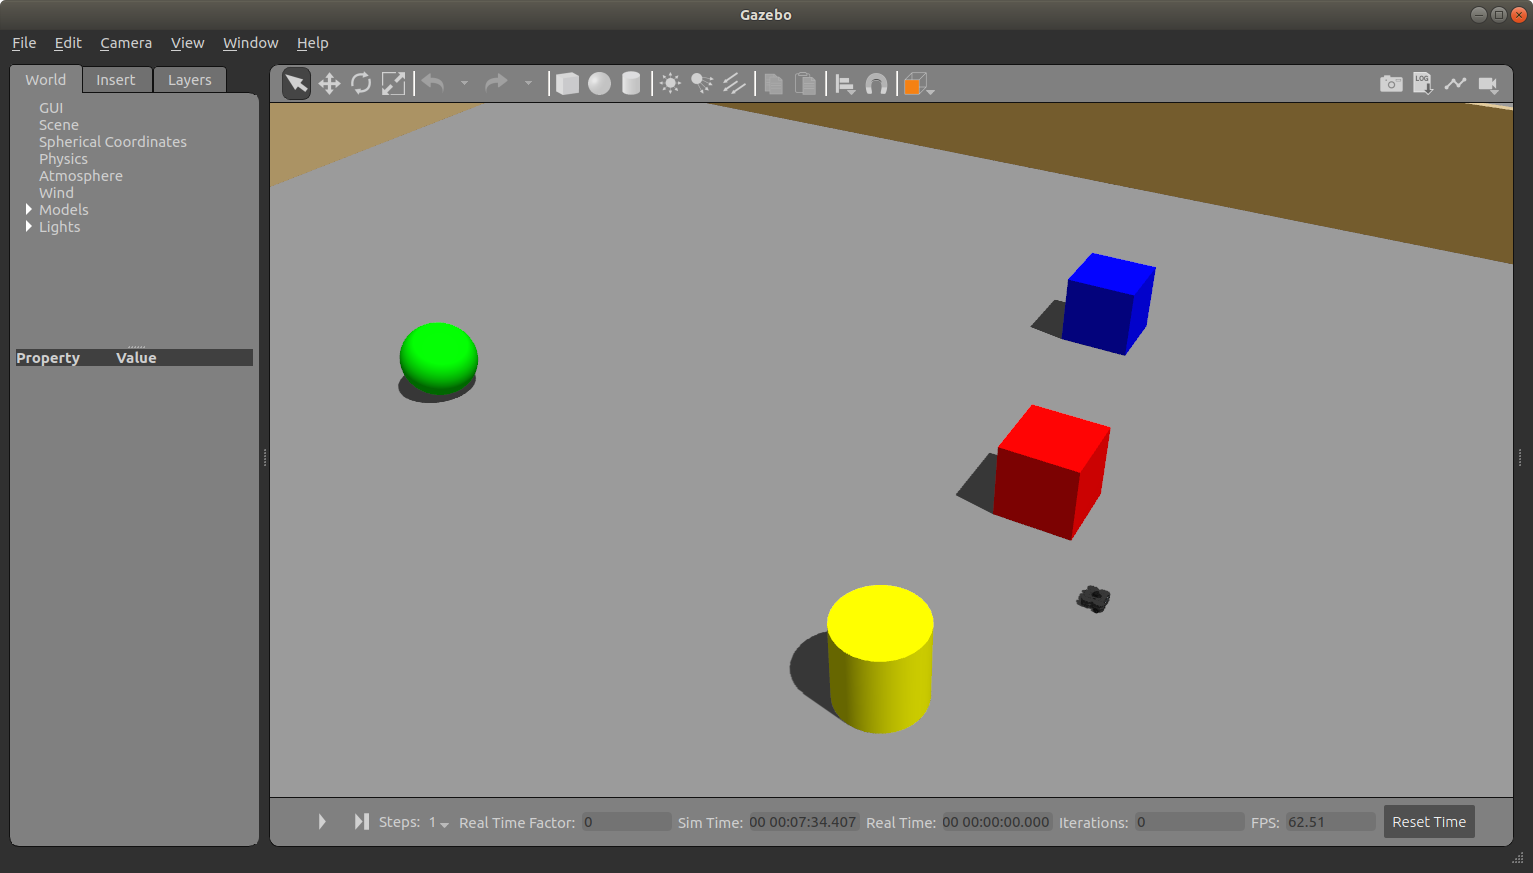 Gazebo
File Edit Camera View Window Help
World Insert Layers
GUI
Scene
Spherical Coordinates
Physics
Atmosphere
Wind
Models
Lights
Property Value
LOG
Steps: 1 Real Time Factor: 0 Sim Time: 00 00:07:34.407 Real Time: 00 00:00:00.000 Iterations: 0 FPS: 62.51 Reset Time